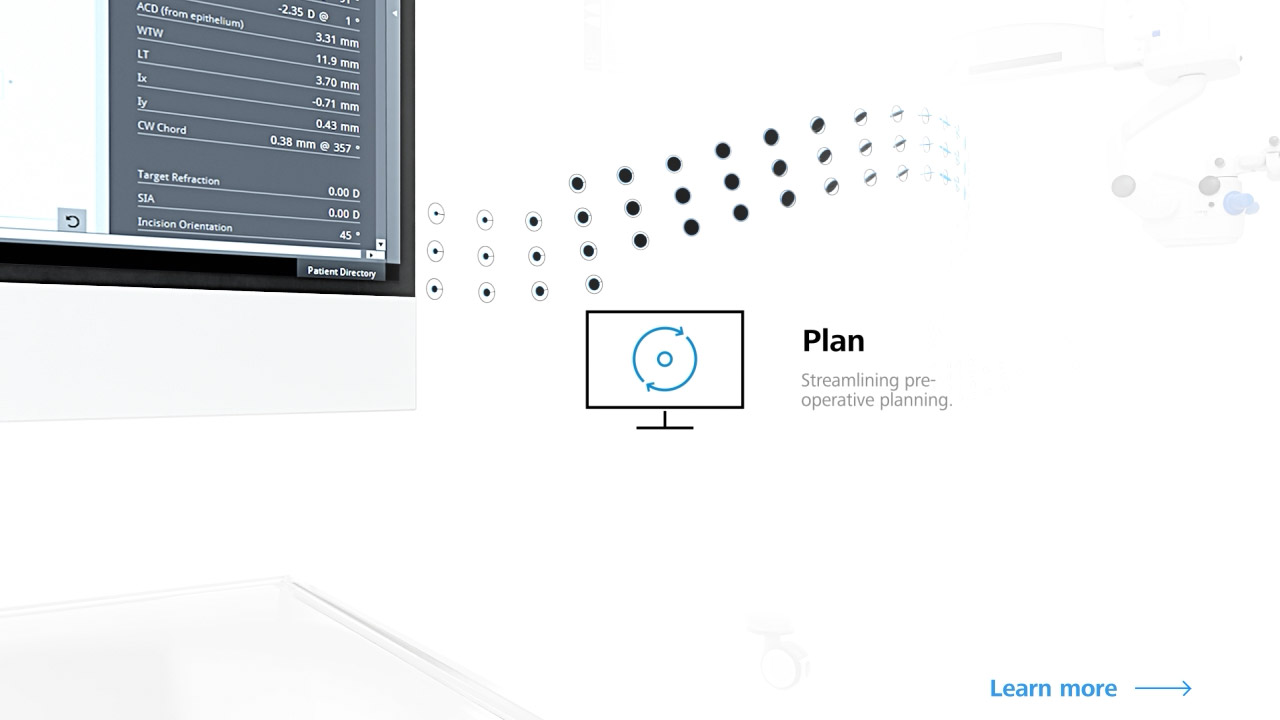 -2.35 D @ 1 °
ACD (from epithelium)
3.31 mm
WTW
11.9 mm
LT
3.70 mm
Ix
-0.71 mm
Iy
0.43 mm
CW Chord
0.38 mm @ 357 °
Target Refraction
0.00 D
SIA
0.00 D
Incision Orientation
45 °
Patient Directory
Plan
Streamlining pre-
operative planning.
Learn more